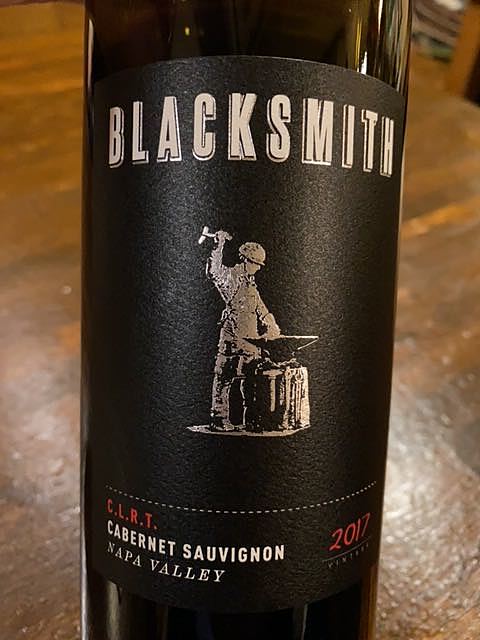 BLACKSMITH
C.L.R.T.
CABERNET SAUVIGNON
NAPA VALLEY
2017
VINTAGE